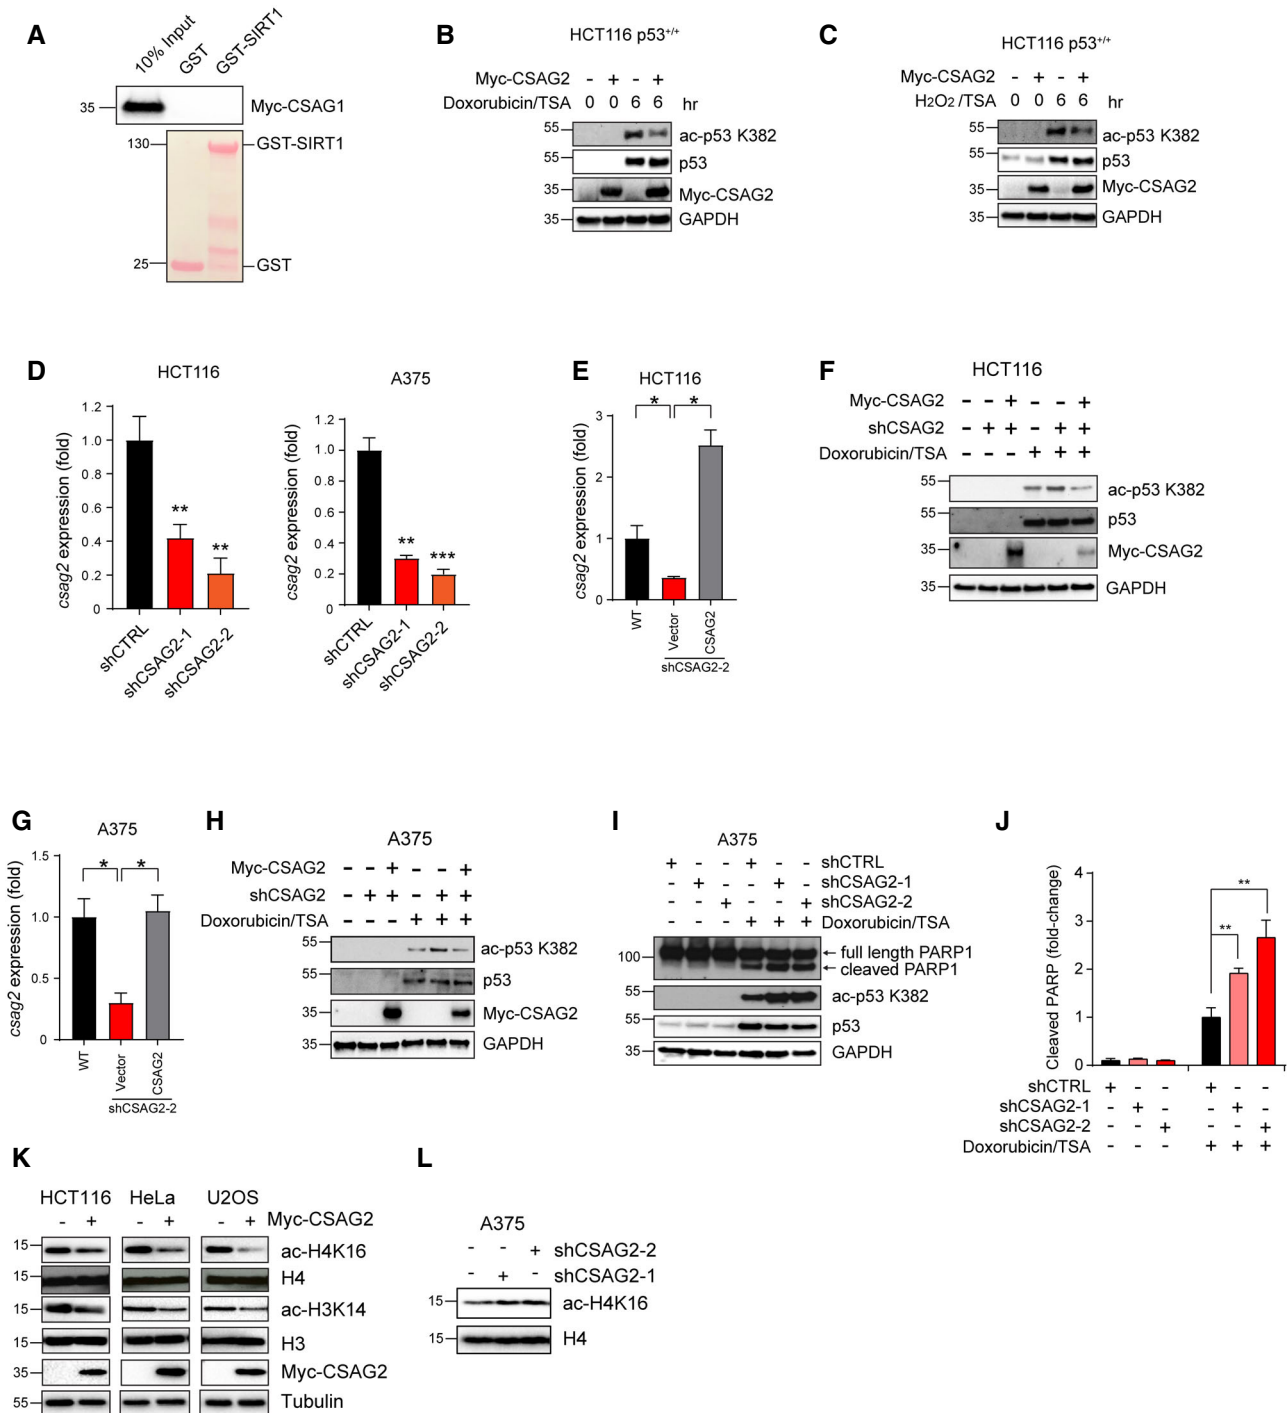 A
10% Input
GST
GST-SIRT1
35
Myc-CSAG1
130
GST-SIRT1
25
GST
B
HCT116 p53+/+
Myc-CSAG2 - + - +
Doxorubicin/TSA 0 0 6 6 hr
55 ac-p53 K382
55 p53
35 Myc-CSAG2
35 GAPDH
C
HCT116 p53+/+
Myc-CSAG2 - + - +
H2O2 /TSA 0 0 6 6 hr
55 ac-p53 K382
55 p53
35 Myc-CSAG2
35 GAPDH
D
HCT116
csag2 expression (fold)
1.2
1.0
0.8
0.6
0.4
0.2
0
**
**
shCTRL
shCSAG2-1
shCSAG2-2
A375
csag2 expression (fold)
1.2
1.0
0.8
0.6
0.4
0.2
0
**
***
shCTRL
shCSAG2-1
shCSAG2-2
E
HCT116
* *
csag2 expression (fold)
3
2
1
0
WT
Vector
CSAG2
shCSAG2-2
F
HCT116
Myc-CSAG2 - - + - - +
shCSAG2 - + + - + +
Doxorubicin/TSA - - - + + +
55 ac-p53 K382
55 p53
35 Myc-CSAG2
35 GAPDH
G
A375
* *
csag2 expression (fold)
1.5
1.0
0.5
0
WT
Vector
CSAG2
shCSAG2-2
H
A375
Myc-CSAG2 - - + - - +
shCSAG2 - + + - + +
Doxorubicin/TSA - - - + + +
55 ac-p53 K382
55 p53
35 Myc-CSAG2
35 GAPDH
I
A375
+ - - + - - shCTRL
- + - - + - shCSAG2-1
- - + - - + shCSAG2-2
- - - + + + Doxorubicin/TSA
100 ← full length PARP1
← cleaved PARP1
55 ac-p53 K382
55 p53
35 GAPDH
J
Cleaved PARP (fold-change)
4
3
2
1
0
**
**
shCTRL + - - + - -
shCSAG2-1 - + - - + -
shCSAG2-2 - - + - - +
Doxorubicin/TSA - - - + + +
K
HCT116 HeLa U2OS
- + - + - + Myc-CSAG2
15 ac-H4K16
15 H4
15 ac-H3K14
15 H3
35 Myc-CSAG2
55 Tubulin
L
A375
- - + shCSAG2-2
- + - shCSAG2-1
15 ac-H4K16
15 H4